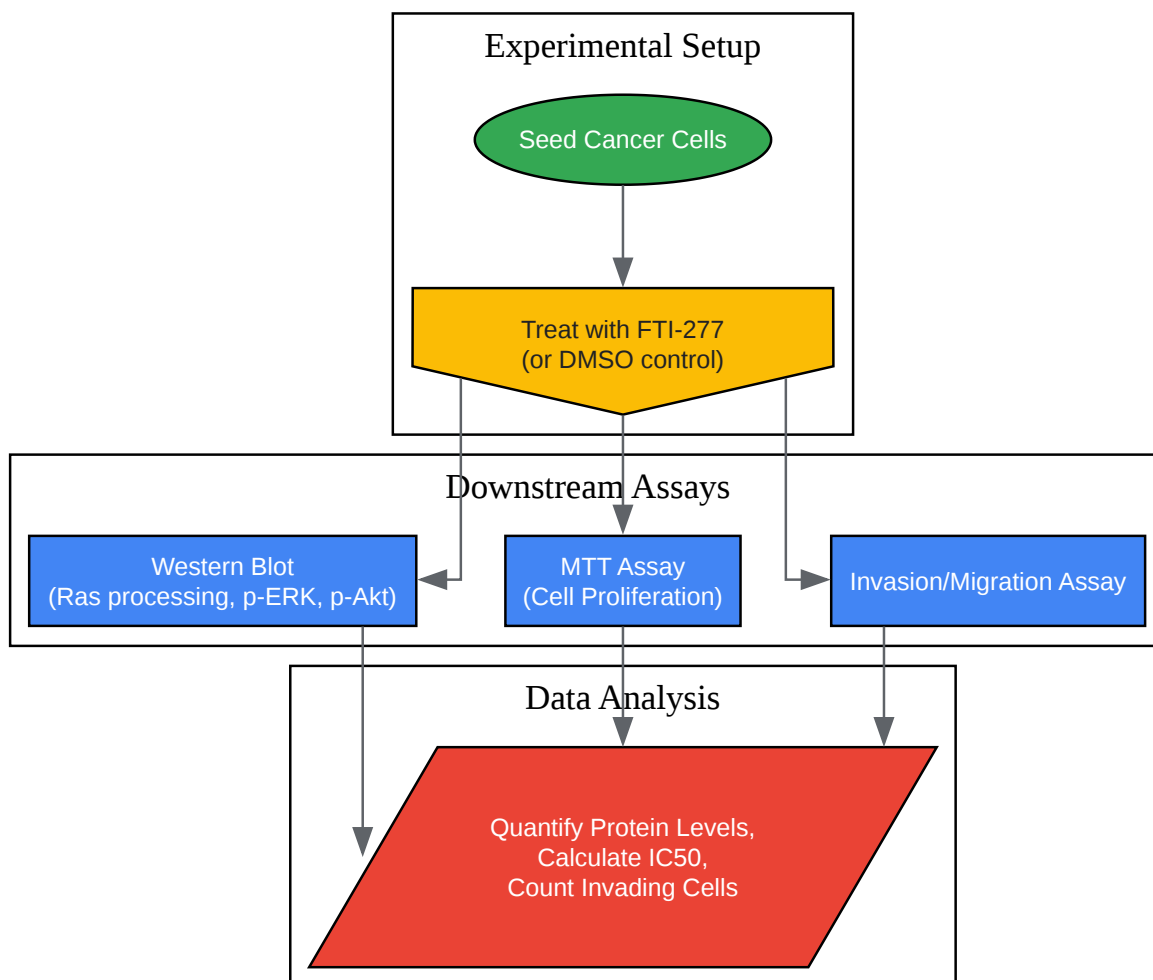 Experimental Setup
Seed Cancer Cells
Treat with FTI-277
(or DMSO control)
Downstream Assays
Western Blot
(Ras processing, p-ERK, p-Akt)
MTT Assay
(Cell Proliferation)
Invasion/Migration Assay
Data Analysis
Quantify Protein Levels,
Calculate IC50,
Count Invading Cells